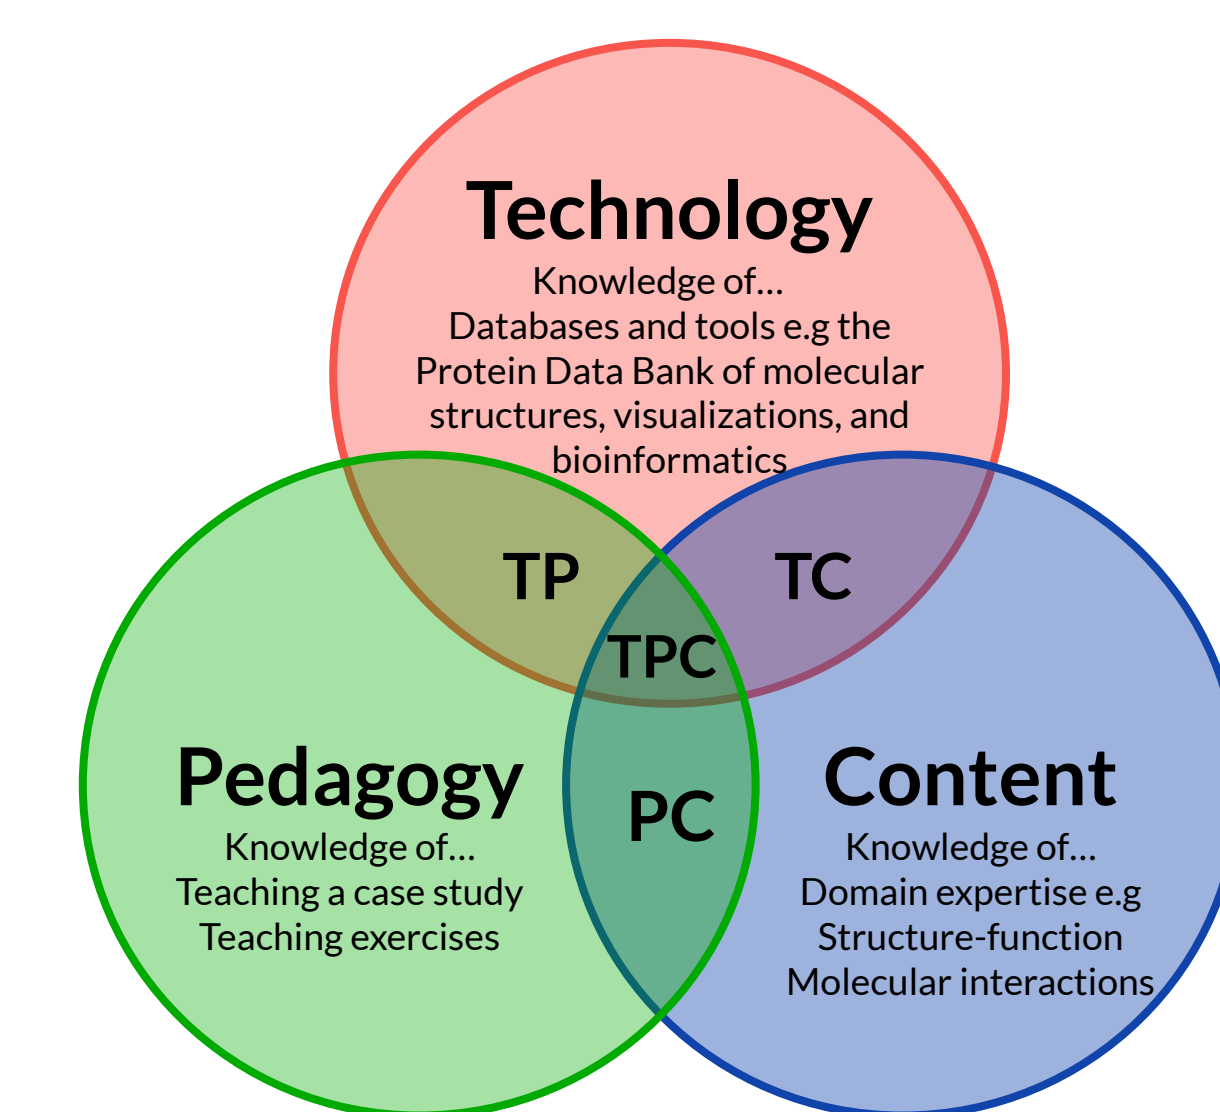 Technology
Knowledge of...
Databases and tools e.g the
Protein Data Bank of molecular
structures, visualizations, and
bioinformatics
TP
TC
TPC
Pedagogy
Knowledge of...
Teaching a case study
Teaching exercises
PC
Content
Knowledge of...
Domain expertise e.g
Structure-function
Molecular interactions